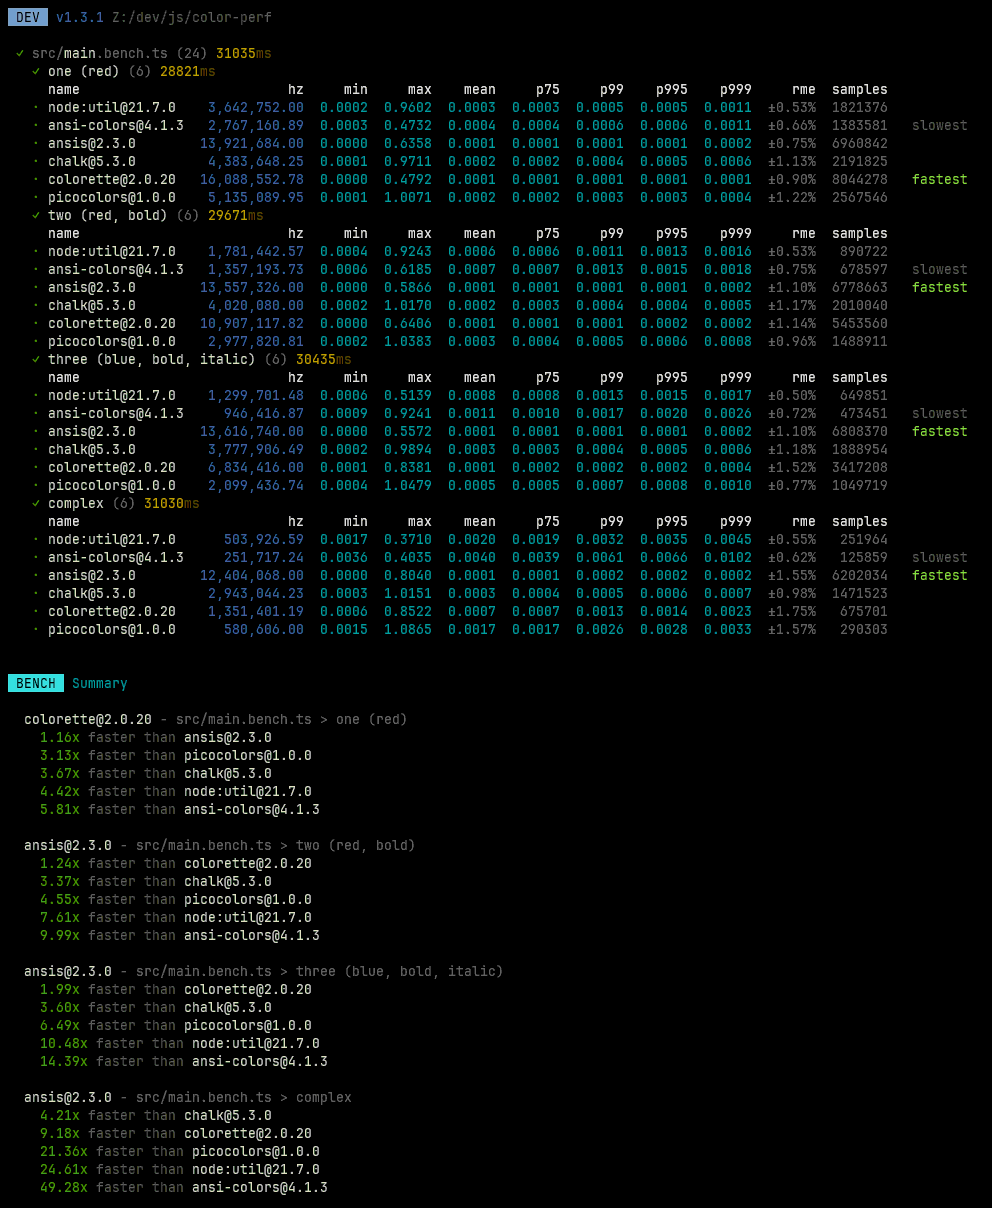 DEV v1.3.1 Z:/dev/js/color-perf
✓ src/main.bench.ts (24) 31035ms
✓ one (red) (6) 28821ms
name hz min max mean p75 p99 p995 p999 rme samples
· node:util@21.7.0 3,642,752.00 0.0002 0.9602 0.0003 0.0003 0.0005 0.0005 0.0011 ±0.53% 1821376
· ansi-colors@4.1.3 2,767,160.89 0.0003 0.4732 0.0004 0.0004 0.0006 0.0006 0.0011 ±0.66% 1383581 slowest
· ansis@2.3.0 13,921,684.00 0.0000 0.6358 0.0001 0.0001 0.0001 0.0001 0.0002 ±0.75% 6960842
· chalk@5.3.0 4,383,648.25 0.0001 0.9711 0.0002 0.0002 0.0004 0.0005 0.0006 ±1.13% 2191825
· colorette@2.0.20 16,088,552.78 0.0000 0.4792 0.0001 0.0001 0.0001 0.0001 0.0001 ±0.90% 8044278 fastest
· picocolors@1.0.0 5,135,089.95 0.0001 1.0071 0.0002 0.0002 0.0003 0.0003 0.0004 ±1.22% 2567546
✓ two (red, bold) (6) 29671ms
name hz min max mean p75 p99 p995 p999 rme samples
· node:util@21.7.0 1,781,442.57 0.0004 0.9243 0.0006 0.0006 0.0011 0.0013 0.0016 ±0.53% 890722
· ansi-colors@4.1.3 1,357,193.73 0.0006 0.6185 0.0007 0.0007 0.0013 0.0015 0.0018 ±0.75% 678597 slowest
· ansis@2.3.0 13,557,326.00 0.0000 0.5866 0.0001 0.0001 0.0001 0.0001 0.0002 ±1.10% 6778663 fastest
· chalk@5.3.0 4,020,080.00 0.0002 1.0170 0.0002 0.0003 0.0004 0.0004 0.0005 ±1.17% 2010040
· colorette@2.0.20 10,907,117.82 0.0000 0.6406 0.0001 0.0001 0.0001 0.0002 0.0002 ±1.14% 5453560
· picocolors@1.0.0 2,977,820.81 0.0002 1.0383 0.0003 0.0004 0.0005 0.0006 0.0008 ±0.96% 1488911
✓ three (blue, bold, italic) (6) 30435ms
name hz min max mean p75 p99 p995 p999 rme samples
· node:util@21.7.0 1,299,701.48 0.0006 0.5139 0.0008 0.0008 0.0013 0.0015 0.0017 ±0.50% 649851
· ansi-colors@4.1.3 946,416.87 0.0009 0.9241 0.0011 0.0010 0.0017 0.0020 0.0026 ±0.72% 473451 slowest
· ansis@2.3.0 13,616,740.00 0.0000 0.5572 0.0001 0.0001 0.0001 0.0001 0.0002 ±1.10% 6808370 fastest
· chalk@5.3.0 3,777,906.49 0.0002 0.9894 0.0003 0.0003 0.0004 0.0005 0.0006 ±1.18% 1888954
· colorette@2.0.20 6,834,416.00 0.0001 0.8381 0.0001 0.0002 0.0002 0.0002 0.0004 ±1.52% 3417208
· picocolors@1.0.0 2,099,436.74 0.0004 1.0479 0.0005 0.0005 0.0007 0.0008 0.0010 ±0.77% 1049719
✓ complex (6) 31030ms
name hz min max mean p75 p99 p995 p999 rme samples
· node:util@21.7.0 503,926.59 0.0017 0.3710 0.0020 0.0019 0.0032 0.0035 0.0045 ±0.55% 251964
· ansi-colors@4.1.3 251,717.24 0.0036 0.4035 0.0040 0.0039 0.0061 0.0066 0.0102 ±0.62% 125859 slowest
· ansis@2.3.0 12,404,068.00 0.0000 0.8040 0.0001 0.0001 0.0002 0.0002 0.0002 ±1.55% 6202034 fastest
· chalk@5.3.0 2,943,044.23 0.0003 1.0151 0.0003 0.0004 0.0005 0.0006 0.0007 ±0.98% 1471523
· colorette@2.0.20 1,351,401.19 0.0006 0.8522 0.0007 0.0007 0.0013 0.0014 0.0023 ±1.75% 675701
· picocolors@1.0.0 580,606.00 0.0015 1.0865 0.0017 0.0017 0.0026 0.0028 0.0033 ±1.57% 290303
BENCH Summary
colorette@2.0.20 - src/main.bench.ts > one (red)
1.16x faster than ansis@2.3.0
3.13x faster than picocolors@1.0.0
3.67x faster than chalk@5.3.0
4.42x faster than node:util@21.7.0
5.81x faster than ansi-colors@4.1.3
ansis@2.3.0 - src/main.bench.ts > two (red, bold)
1.24x faster than colorette@2.0.20
3.37x faster than chalk@5.3.0
4.55x faster than picocolors@1.0.0
7.61x faster than node:util@21.7.0
9.99x faster than ansi-colors@4.1.3
ansis@2.3.0 - src/main.bench.ts > three (blue, bold, italic)
1.99x faster than colorette@2.0.20
3.60x faster than chalk@5.3.0
6.49x faster than picocolors@1.0.0
10.48x faster than node:util@21.7.0
14.39x faster than ansi-colors@4.1.3
ansis@2.3.0 - src/main.bench.ts > complex
4.21x faster than chalk@5.3.0
9.18x faster than colorette@2.0.20
21.36x faster than picocolors@1.0.0
24.61x faster than node:util@21.7.0
49.28x faster than ansi-colors@4.1.3